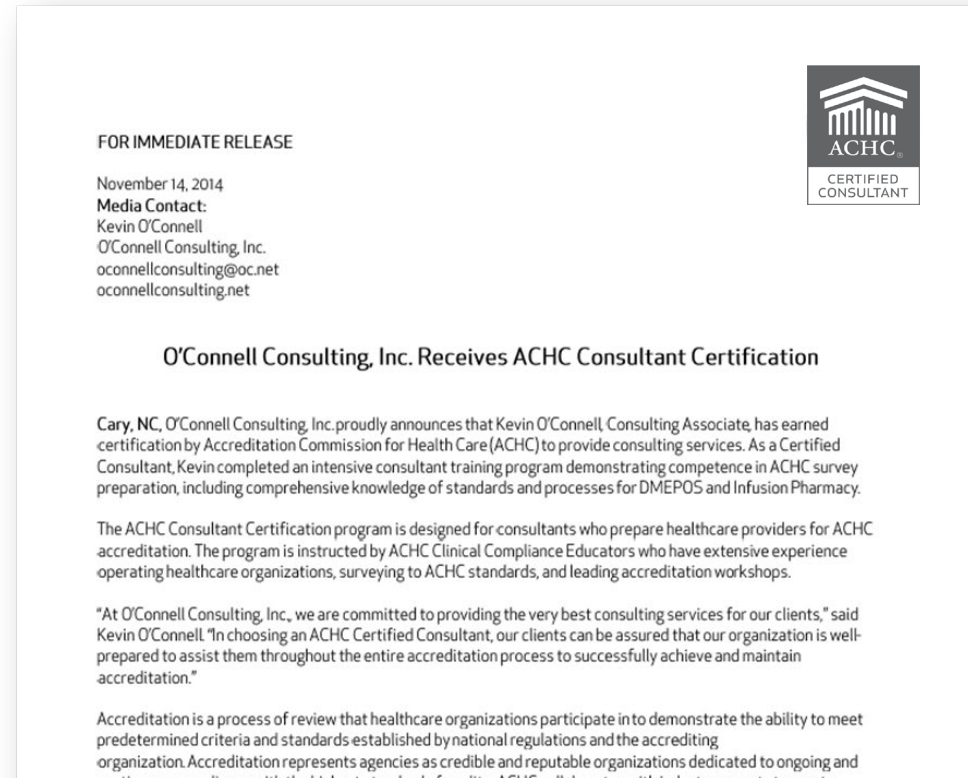 ACHC®
CERTIFIED
CONSULTANT
FOR IMMEDIATE RELEASE
November 14, 2014
Media Contact:
Kevin O'Connell
O'Connell Consulting, Inc.
oconnellconsulting@oc.net
oconnellconsulting.net
O'Connell Consulting, Inc. Receives ACHC Consultant Certification
Cary, NC, O'Connell Consulting, Inc. proudly announces that Kevin O'Connell, Consulting Associate, has earned
certification by Accreditation Commission for Health Care (ACHC) to provide consulting services. As a Certified
Consultant, Kevin completed an intensive consultant training program demonstrating competence in ACHC survey
preparation, including comprehensive knowledge of standards and processes for DMEPOS and Infusion Pharmacy.
The ACHC Consultant Certification program is designed for consultants who prepare healthcare providers for ACHC
accreditation. The program is instructed by ACHC Clinical Compliance Educators who have extensive experience
operating healthcare organizations, surveying to ACHC standards, and leading accreditation workshops.
"At O'Connell Consulting, Inc., we are committed to providing the very best consulting services for our clients," said
Kevin O'Connell. "In choosing an ACHC Certified Consultant, our clients can be assured that our organization is well-
prepared to assist them throughout the entire accreditation process to successfully achieve and maintain
accreditation."
Accreditation is a process of review that healthcare organizations participate in to demonstrate the ability to meet
predetermined criteria and standards established by national regulations and the accrediting
organization. Accreditation represents agencies as credible and reputable organizations dedicated to ongoing and